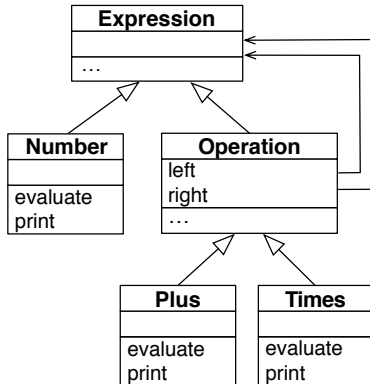 Expression
…
Number
evaluate
print
Operation
left
right
…
Plus
evaluate
print
Times
evaluate
print